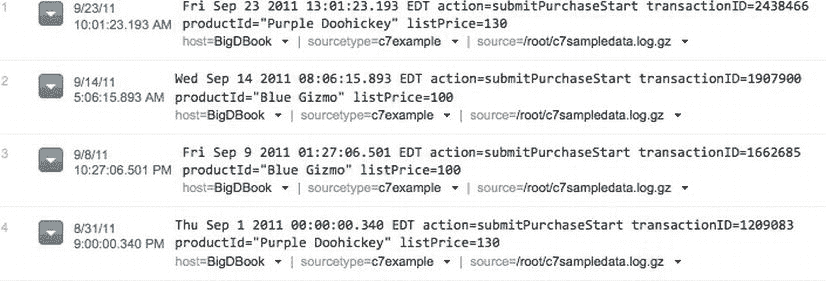 1 9/23/11 Fri Sep 23 2011 13:01:23.193 EDT action=submitPurchaseStart transactionID=2438466
10:01:23.193 AM productId="Purple Doohickey" listPrice=130
host=BigDBook | sourcetype=c7example | source=/root/c7sampledata.log.gz
2 9/14/11 Wed Sep 14 2011 08:06:15.893 EDT action=submitPurchaseStart transactionID=1907900
5:06:15.893 AM productId="Blue Gizmo" listPrice=100
host=BigDBook | sourcetype=c7example | source=/root/c7sampledata.log.gz
3 9/8/11 Fri Sep 9 2011 01:27:06.501 EDT action=submitPurchaseStart transactionID=1662685
10:27:06.501 PM productId="Blue Gizmo" listPrice=100
host=BigDBook | sourcetype=c7example | source=/root/c7sampledata.log.gz
4 8/31/11 Thu Sep 1 2011 00:00:00.340 EDT action=submitPurchaseStart transactionID=1209083
9:00:00.340 PM productId="Purple Doohickey" listPrice=130
host=BigDBook | sourcetype=c7example | source=/root/c7sampledata.log.gz